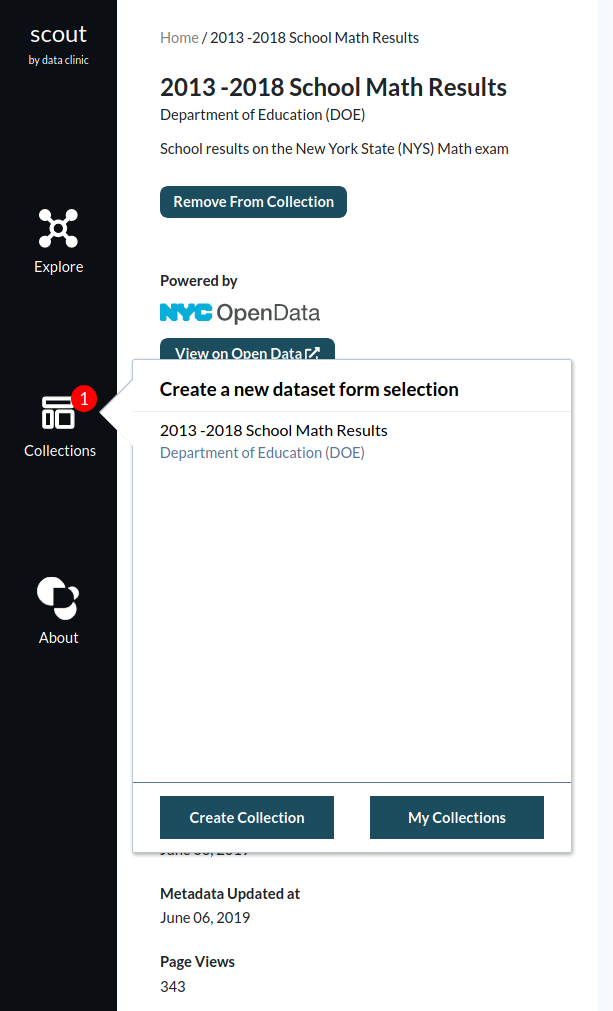 scout
by data clinic
Explore
1
Collections
About
Home / 2013 -2018 School Math Results
2013 -2018 School Math Results
Department of Education (DOE)
School results on the New York State (NYS) Math exam
Remove From Collection
Powered by
NYC OpenData
View on Open Data
Create a new dataset form selection
2013 -2018 School Math Results
Department of Education (DOE)
Create Collection
My Collections
Metadata Updated at
June 06, 2019
Page Views
343